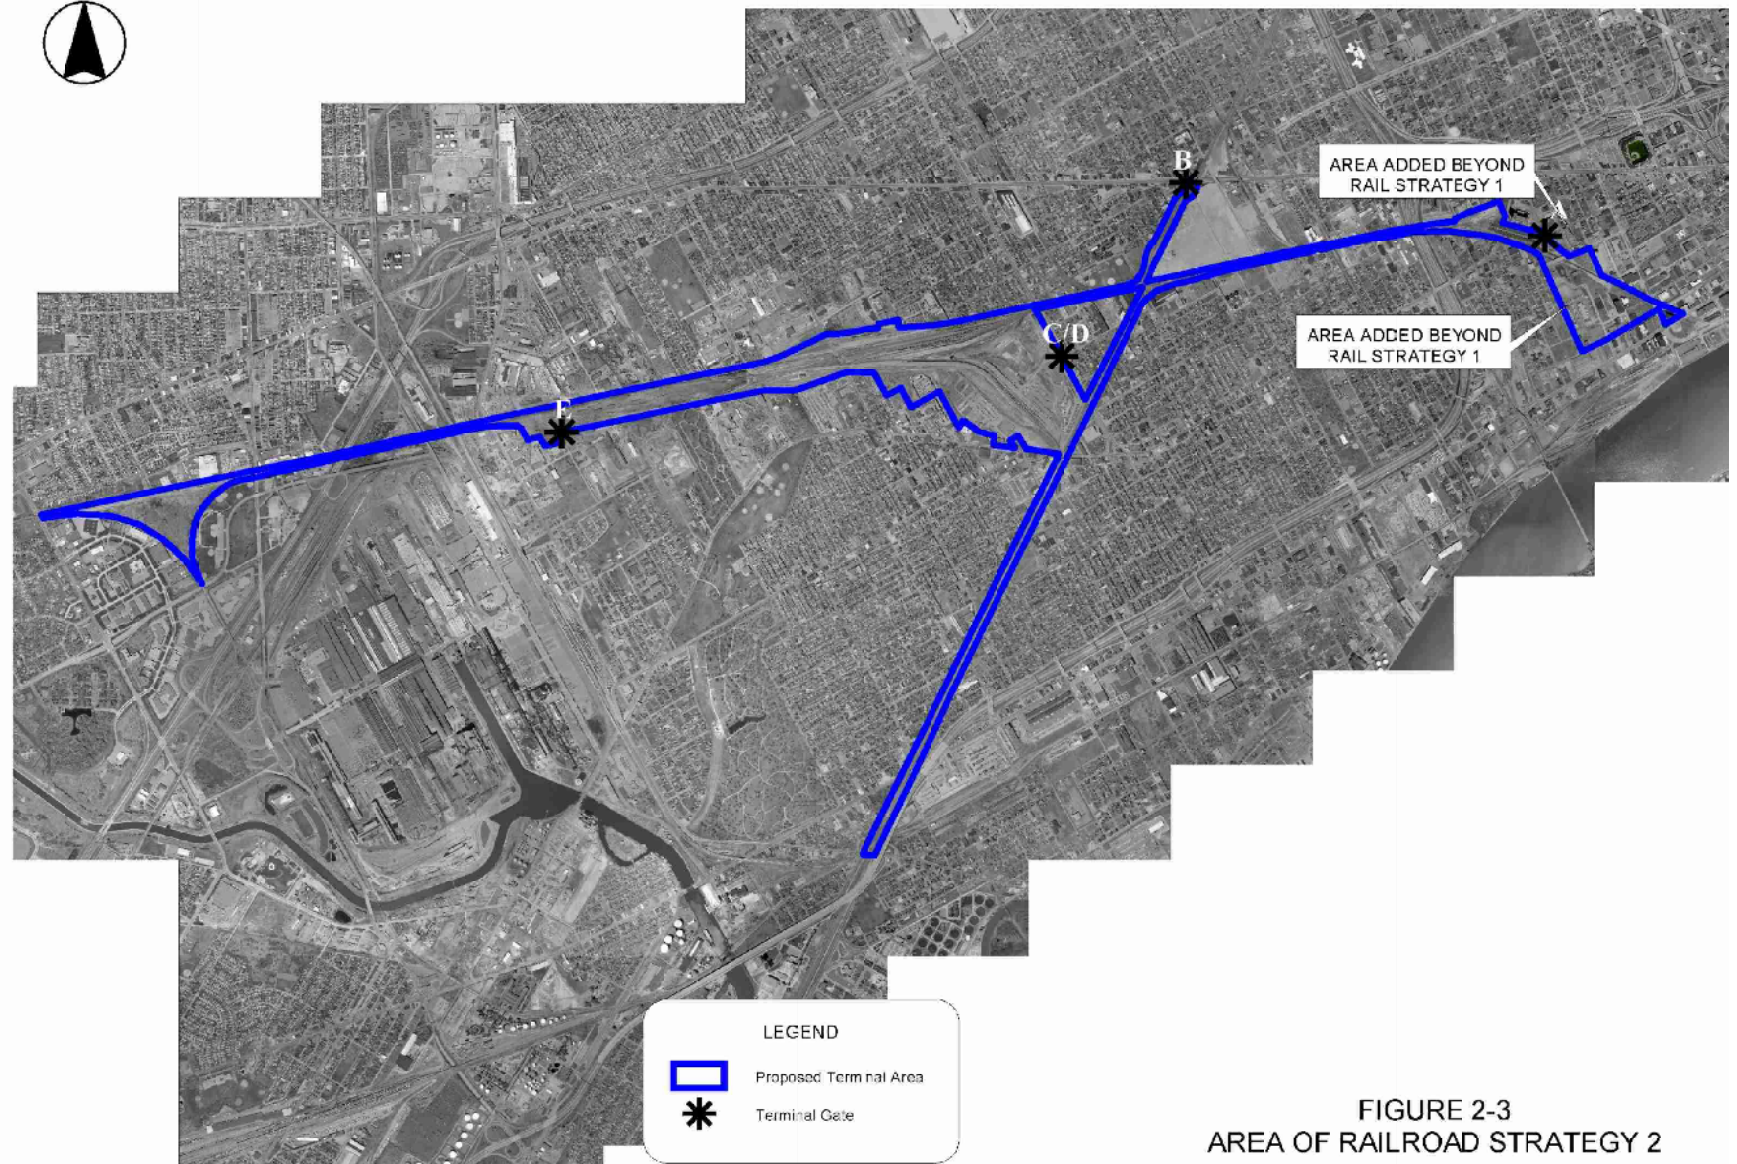 B
AREA ADDED BEYOND
RAIL STRATEGY 1
C/D
AREA ADDED BEYOND
RAIL STRATEGY 1
E
LEGEND
Proposed Terminal Area
Terminal Gate
FIGURE 2-3
AREA OF RAILROAD STRATEGY 2